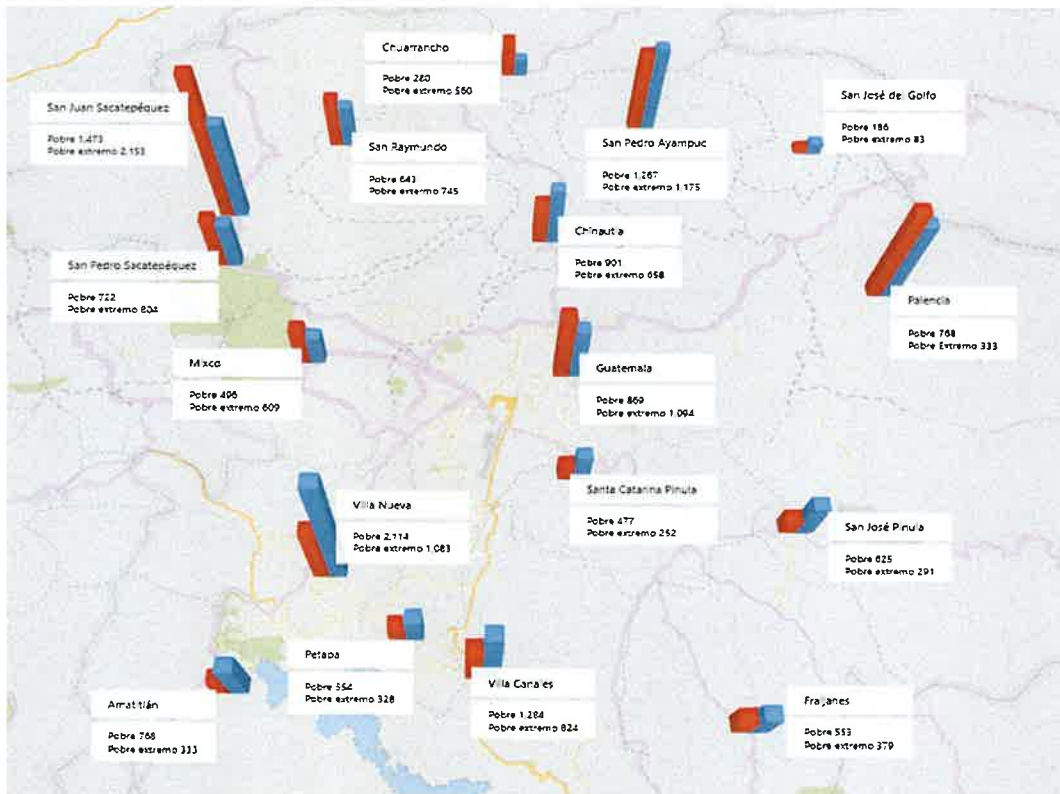 Chuarrancho
Pobre 280
Pobre extremo 560
San Juan Sacatepéquez
Pobre 1,473
Pobre extremo 2,153
San Raymundo
Pobre 643
Pobre extermo 745
San Pedro Ayampuc
Pobre 1,267
Pobre extremo 1,175
San José del Golfo
Pobre 186
Pobre extremo 83
Chinautla
Pobre 901
Pobre extremo 658
San Pedro Sacatepéquez
Pobre 722
Pobre extremo 804
Palencia
Pobre 768
Pobre Extremo 333
Mixco
Pobre 496
Pobre extremo 609
Guatemala
Pobre 869
Pobre extremo 1,094
Villa Nueva
Pobre 2,114
Pobre extremo 1,083
Santa Catarina Pinula
Pobre 477
Pobre extremo 252
San José Pinula
Pobre 625
Pobre extremo 291
Petapa
Pobre 554
Pobre extremo 328
Villa Canales
Pobre 1,284
Pobre extremo 824
Amatitlán
Pobre 768
Pobre extremo 333
Fraijanes
Pobre 553
Pobre extremo 379